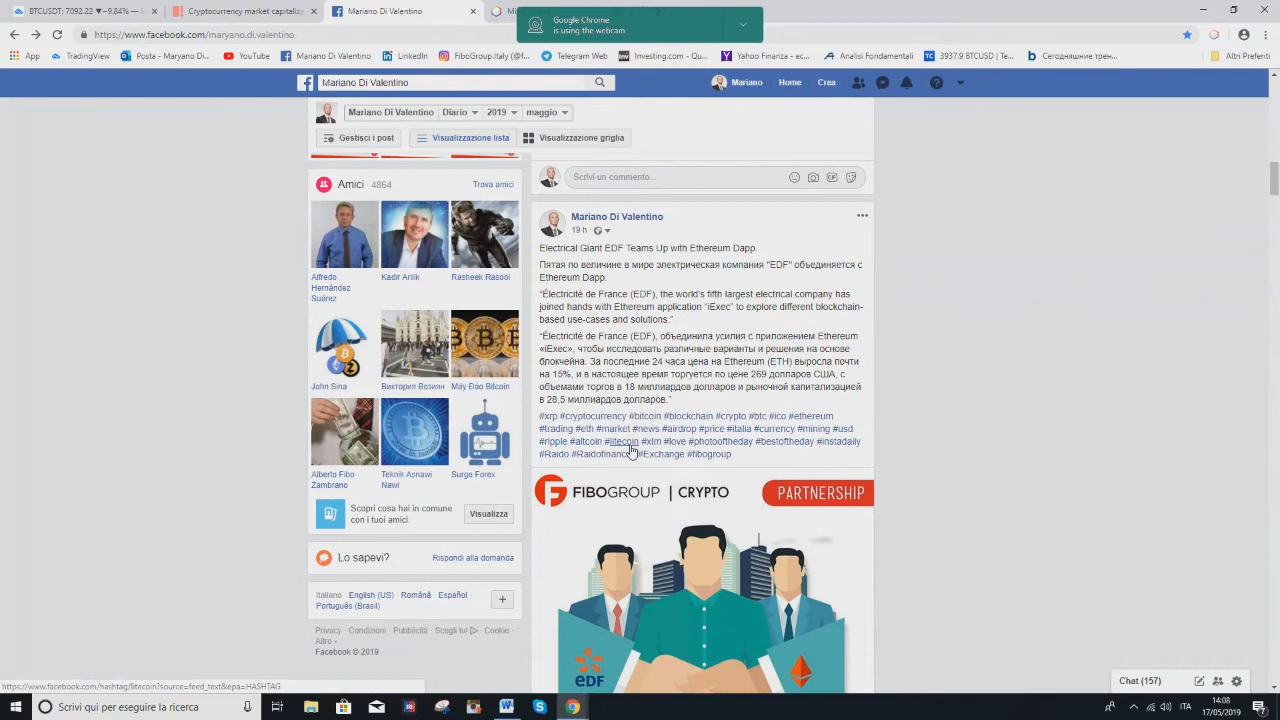 BTCUSDT: 7092.22 ▼−9.84% —
Cryptocurrency market capitaliz
Mariano Di Valentino
Google Chrome
is using the webcam
https://www.facebook.com/maryano.di.valentino
App
TradingView
Posta - Maryano Di...
YouTube
Mariano Di Valentino
LinkedIn
FiboGroup.Italy (@f...
Telegram Web
Investing.com - Qu...
Yahoo Finanza - ec...
Analisi Fondamentali
3937.9 BTCUSD | Tr...
Сегодняшние трен...
Altri Preferiti
Mariano Di Valentino
Mariano
Home
Crea
Mariano Di Valentino
Diario
2019
maggio
Gestisci i post
Visualizzazione lista
Visualizzazione griglia
Amici · 4864
Trova amici
Alfredo Hernández Suárez
Kadir Arilik
Rasheek Rasool
John Sina
Виктория Возиян
Máy Đào Bitcoin
Alberto Fibo Zambrano
Teknik Asnawi Nawi
Surge Forex
Scopri cosa hai in comune
con i tuoi amici.
Visualizza
Lo sapevi?
Rispondi alla domanda
Italiano · English (US) · Română · Español ·
Português (Brasil)
+
Privacy · Condizioni · Pubblicità · Scegli tu! · Cookie ·
Altro
Facebook © 2019
Scrivi un commento...
Mariano Di Valentino
19 h
Electrical Giant EDF Teams Up with Ethereum Dapp.
Пятая по величине в мире электрическая компания "EDF" объединяется с
Ethereum Dapp.
“Électricité de France (EDF), the world’s fifth largest electrical company has
joined hands with Ethereum application “iExec” to explore different blockchain-
based use-cases and solutions.”
“Électricité de France (EDF), объединила усилия с приложением Ethereum
«iExec», чтобы исследовать различные варианты и решения на основе
блокчейна. За последние 24 часа цена на Ethereum (ETH) выросла почти
на 15%, и в настоящее время торгуется по цене 269 долларов США, с
объемами торгов в 18 миллиардов долларов и рыночной капитализацией
в 28,5 миллиардов долларов.”
#xrp #cryptocurrency #bitcoin #blockchain #crypto #btc #ico #ethereum
#trading #eth #market #news #airdrop #price #italia #currency #mining #usd
#ripple #altcoin #litecoin #xlm #love #photooftheday #bestoftheday #instadaily
#Raido #Raidofinance #Exchange #fibogroup
FIBOGROUP | CRYPTO
PARTNERSHIP
eDF
Chat (157)
https://www.facebook.com/hashtag/litecoin?source=feed_text&epa=HASHTAG
Scrivi qui per eseguire la ricerca
ITA
14:08
17/05/2019